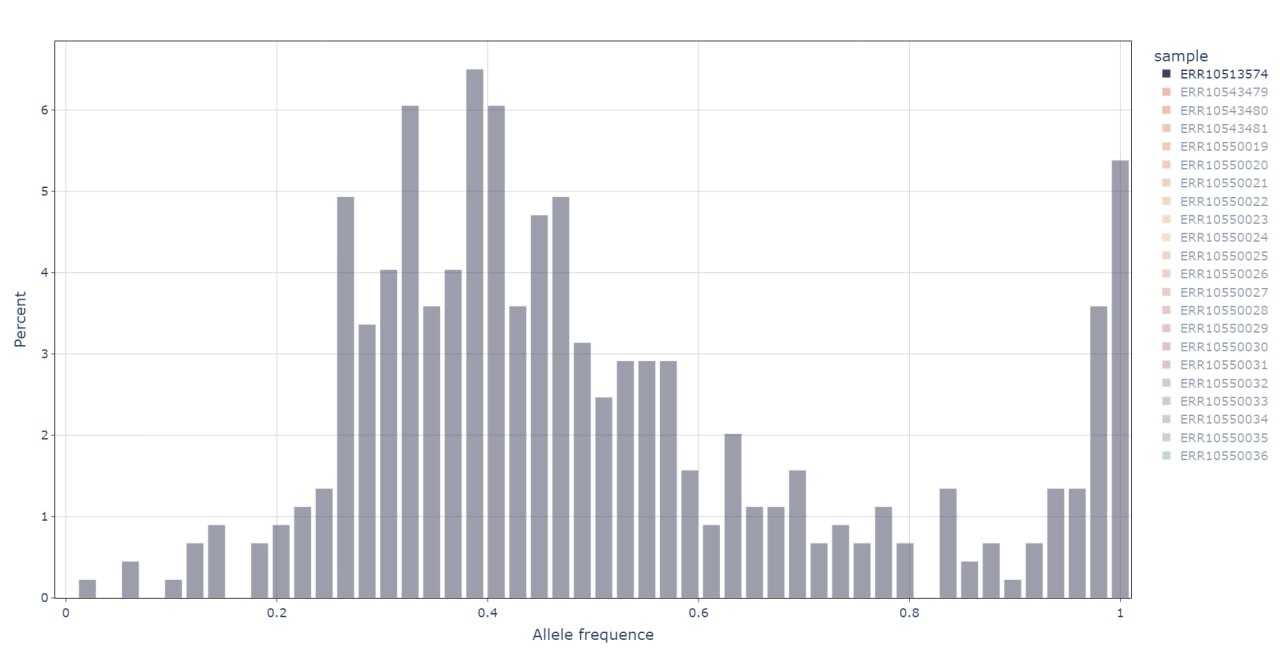 sample
ERR10513574
ERR10543479
ERR10543480
ERR10543481
ERR10550019
ERR10550020
ERR10550021
ERR10550022
ERR10550023
ERR10550024
ERR10550025
ERR10550026
ERR10550027
ERR10550028
ERR10550029
ERR10550030
ERR10550031
ERR10550032
ERR10550033
ERR10550034
ERR10550035
ERR10550036
Percent
6
5
4
3
2
1
0
0 0.2 0.4 0.6 0.8 1
Allele frequence